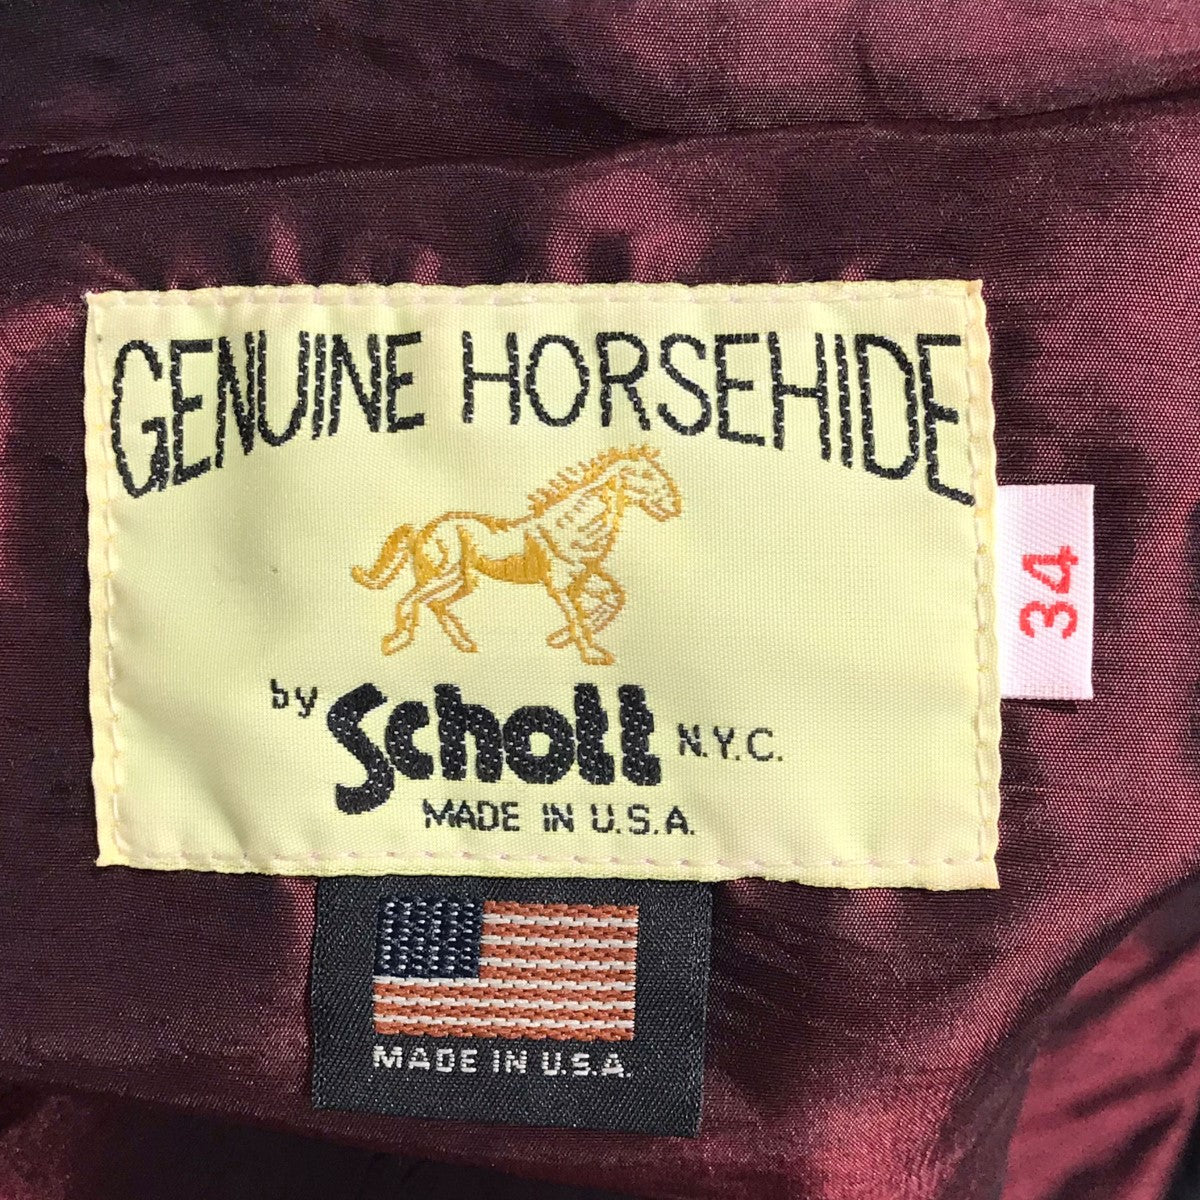 GENUINE HORSEHIDE
by Schott N.Y.C.
MADE IN U.S.A.
34
MADE IN U.S.A.